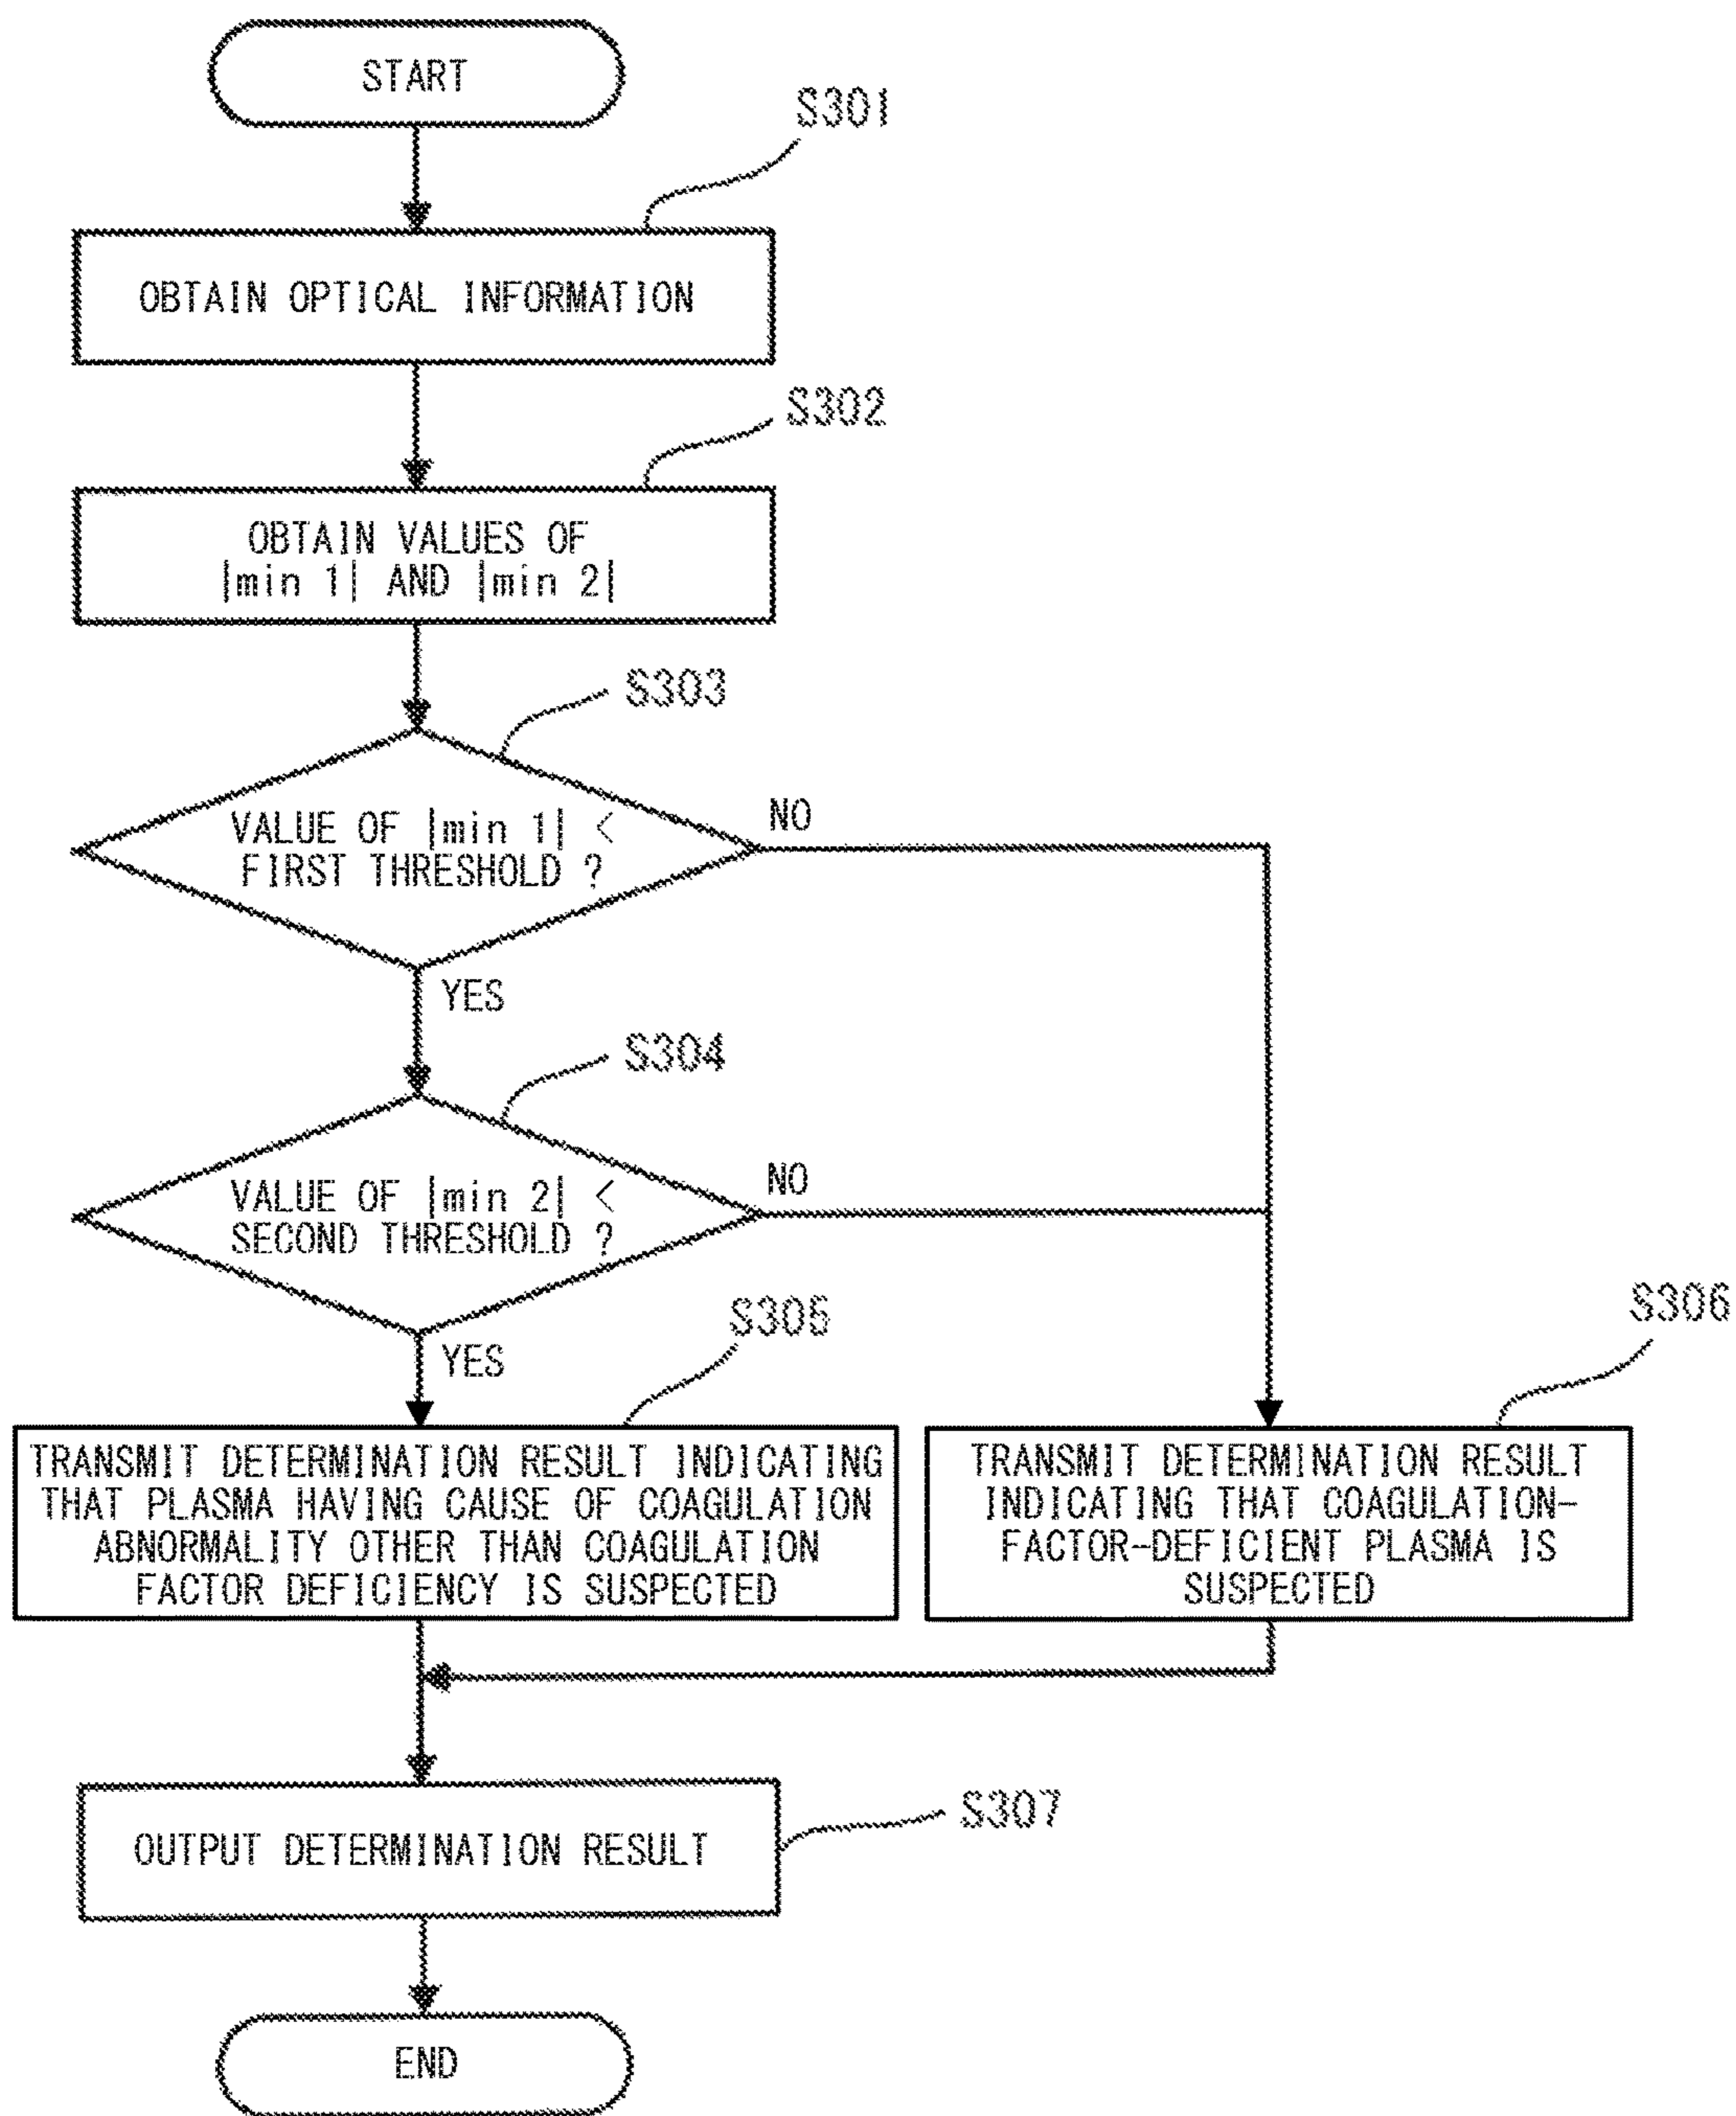 START
S301
OBTAIN OPTICAL INFORMATION
S302
OBTAIN VALUES OF
|min 1| AND |min 2|
S303
VALUE OF |min 1| <
FIRST THRESHOLD ?
NO
YES
S304
VALUE OF |min 2| <
SECOND THRESHOLD ?
NO
YES
S305
TRANSMIT DETERMINATION RESULT INDICATING
THAT PLASMA HAVING CAUSE OF COAGULATION
ABNORMALITY OTHER THAN COAGULATION
FACTOR DEFICIENCY IS SUSPECTED
S306
TRANSMIT DETERMINATION RESULT
INDICATING THAT COAGULATION-
FACTOR-DEFICIENT PLASMA IS
SUSPECTED
OUTPUT DETERMINATION RESULT
S307
END